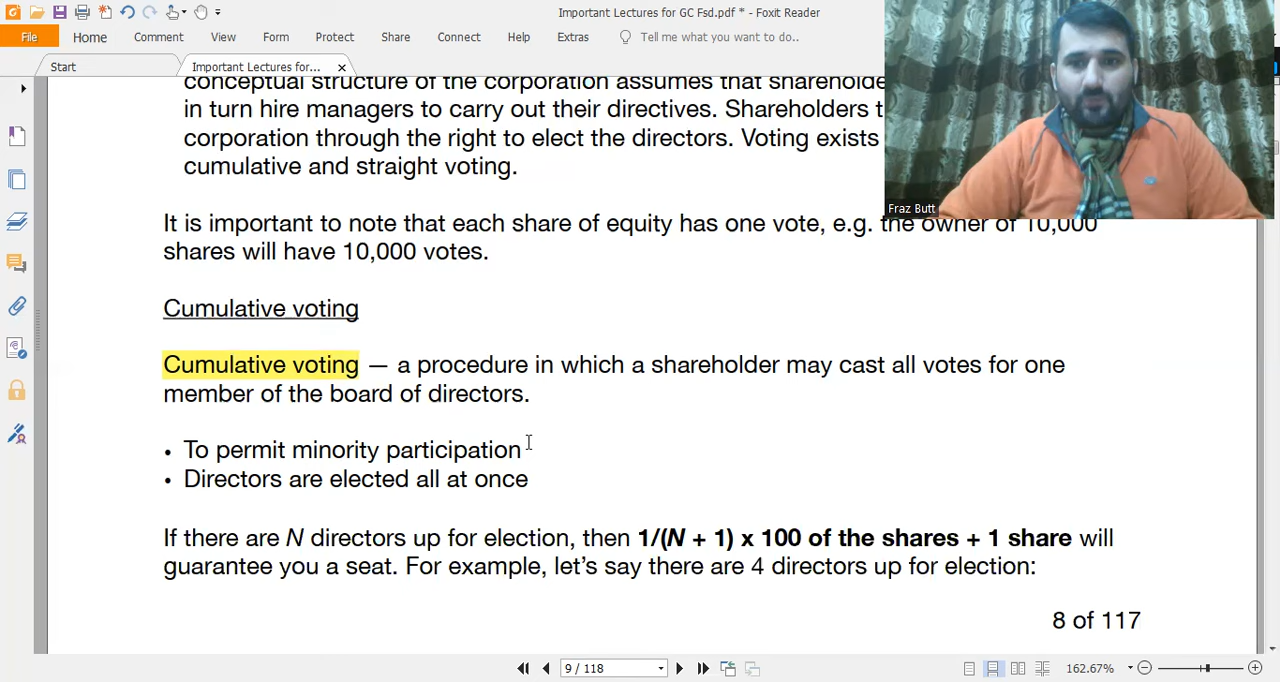 Important Lectures for GC Fsd.pdf * - Foxit Reader
File Home Comment View Form Protect Share Connect Help Extras Tell me what you want to do..
Start Important Lectures for...
conceptual structure of the corporation assumes that
in turn hire managers to carry out their directives. Shareholders
corporation through the right to elect the directors. Voting exists
cumulative and straight voting.
Fraz Butt
It is important to note that each share of equity has one vote, e.g. the owner of 10,000
shares will have 10,000 votes.
Cumulative voting
Cumulative voting — a procedure in which a shareholder may cast all votes for one
member of the board of directors.
• To permit minority participation
• Directors are elected all at once
If there are N directors up for election, then 1/(N + 1) x 100 of the shares + 1 share will
guarantee you a seat. For example, let's say there are 4 directors up for election:
8 of 117
9 / 118
162.67%